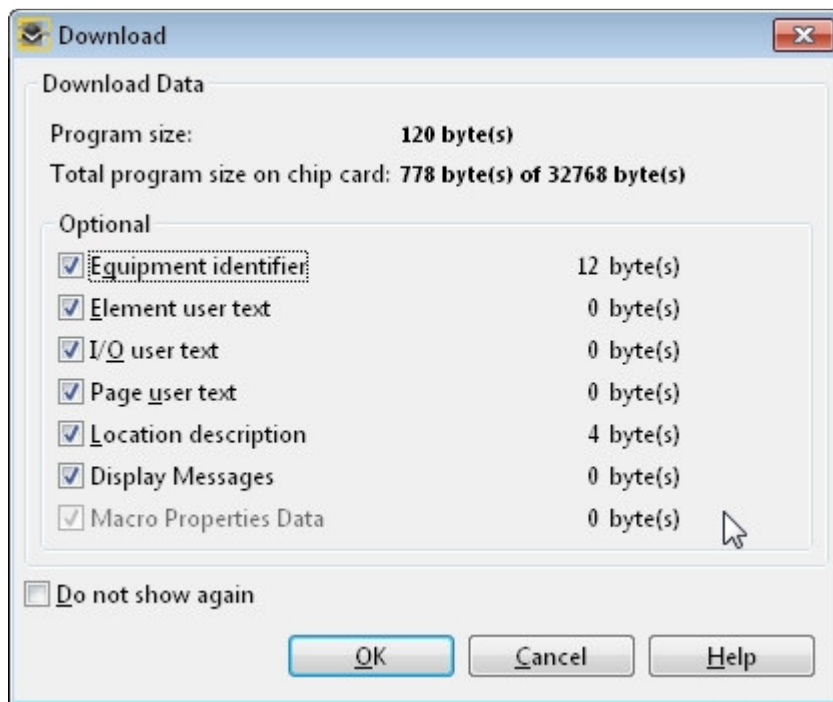 Download
Download Data
Program size: 120 byte(s)
Total program size on chip card: 778 byte(s) of 32768 byte(s)
Optional
Equipment identifier 12 byte(s)
Element user text 0 byte(s)
I/O user text 0 byte(s)
Page user text 0 byte(s)
Location description 4 byte(s)
Display Messages 0 byte(s)
Macro Properties Data 0 byte(s)
Do not show again
OK Cancel Help